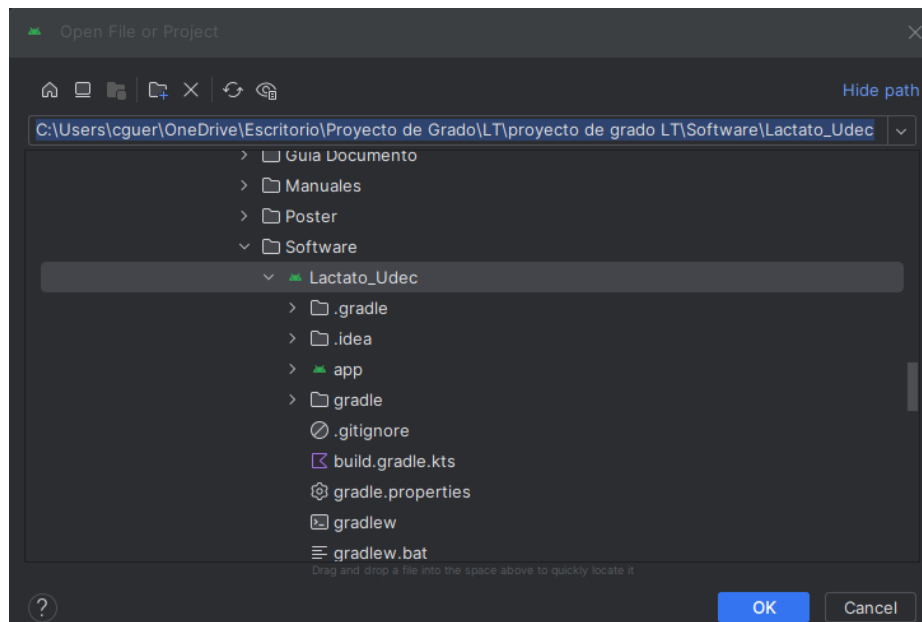 Open File or Project
Hide path
C:\Users\cguer\OneDrive\Escritorio\Proyecto de Grado\LT\proyecto de grado LT\Software\Lactato_Udec
Guia Documento
Manuales
Poster
Software
Lactato_Udec
.gradle
.idea
app
gradle
.gitignore
build.gradle.kts
gradle.properties
gradlew
gradlew.bat
Drag and drop a file into the space above to quickly locate it
?
OK
Cancel